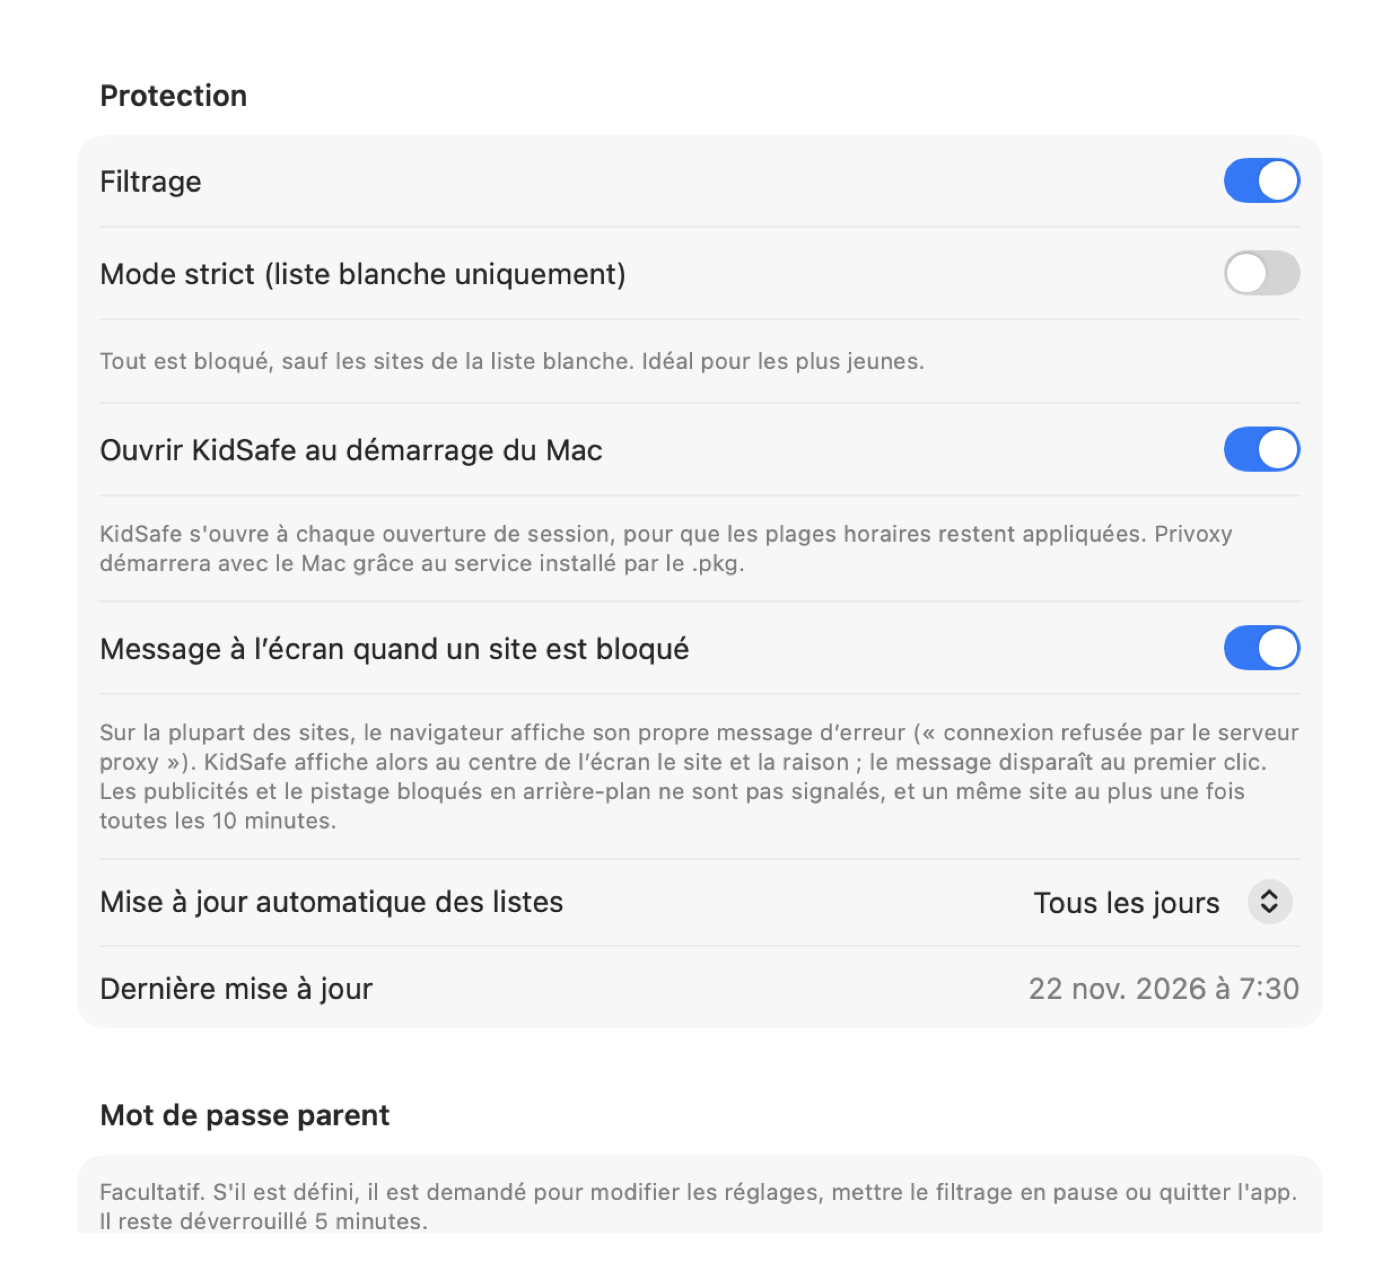 Protection
Filtrage
Mode strict (liste blanche uniquement)
Tout est bloqué, sauf les sites de la liste blanche. Idéal pour les plus jeunes.
Ouvrir KidSafe au démarrage du Mac
KidSafe s'ouvre à chaque ouverture de session, pour que les plages horaires restent appliquées. Privoxy
démarrera avec le Mac grâce au service installé par le .pkg.
Message à l’écran quand un site est bloqué
Sur la plupart des sites, le navigateur affiche son propre message d’erreur (« connexion refusée par le serveur
proxy »). KidSafe affiche alors au centre de l’écran le site et la raison ; le message disparaît au premier clic.
Les publicités et le pistage bloqués en arrière-plan ne sont pas signalés, et un même site au plus une fois
toutes les 10 minutes.
Mise à jour automatique des listes Tous les jours
Dernière mise à jour 22 nov. 2026 à 7:30
Mot de passe parent
Facultatif. S'il est défini, il est demandé pour modifier les réglages, mettre le filtrage en pause ou quitter l'app.
Il reste déverrouillé 5 minutes.